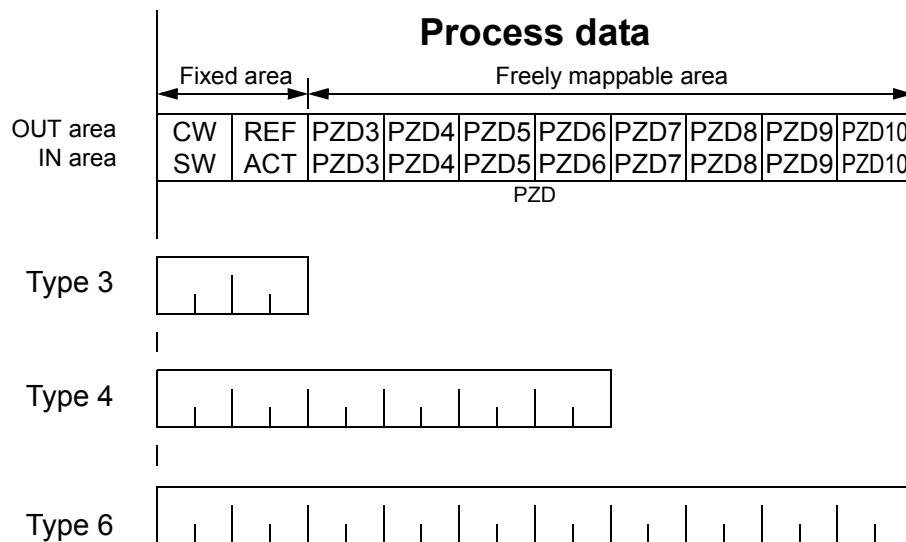 Process data
Fixed area Freely mappable area
OUT area CW REF PZD3 PZD4 PZD5 PZD6 PZD7 PZD8 PZD9 PZD10
IN area SW ACT PZD3 PZD4 PZD5 PZD6 PZD7 PZD8 PZD9 PZD10
PZD
Type 3
Type 4
Type 6